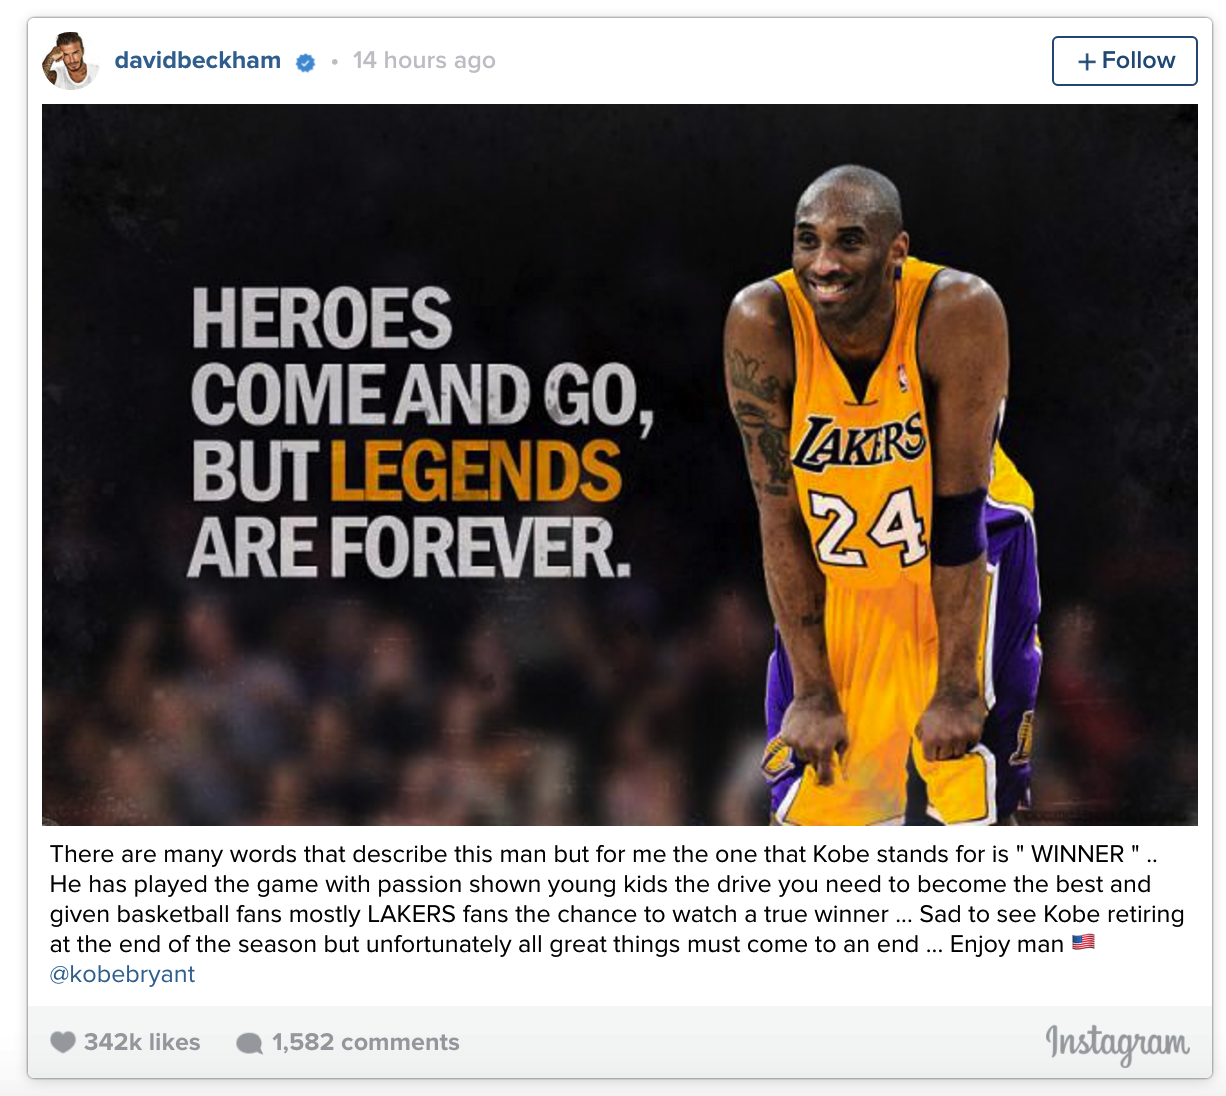 davidbeckham • 14 hours ago
+ Follow
HEROES
COME AND GO,
BUT LEGENDS
ARE FOREVER.
LAKERS
24
There are many words that describe this man but for me the one that Kobe stands for is " WINNER " ..
He has played the game with passion shown young kids the drive you need to become the best and
given basketball fans mostly LAKERS fans the chance to watch a true winner ... Sad to see Kobe retiring
at the end of the season but unfortunately all great things must come to an end ... Enjoy man 🇺🇸
@kobebryant
342k likes 1,582 comments
Instagram